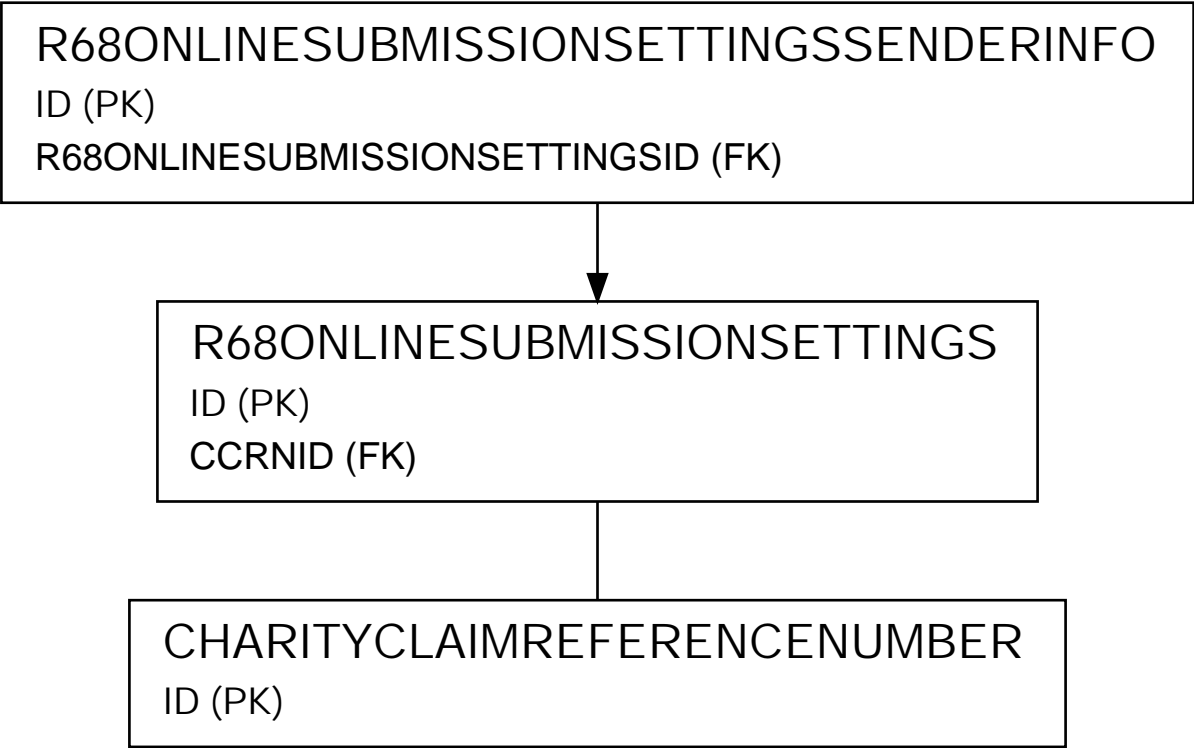 R68ONLINESUBMISSIONSETTINGSSENDERINFO
ID (PK)
R68ONLINESUBMISSIONSETTINGSID (FK)
R68ONLINESUBMISSIONSETTINGS
ID (PK)
CCRNID (FK)
CHARITYCLAIMREFERENCENUMBER
ID (PK)